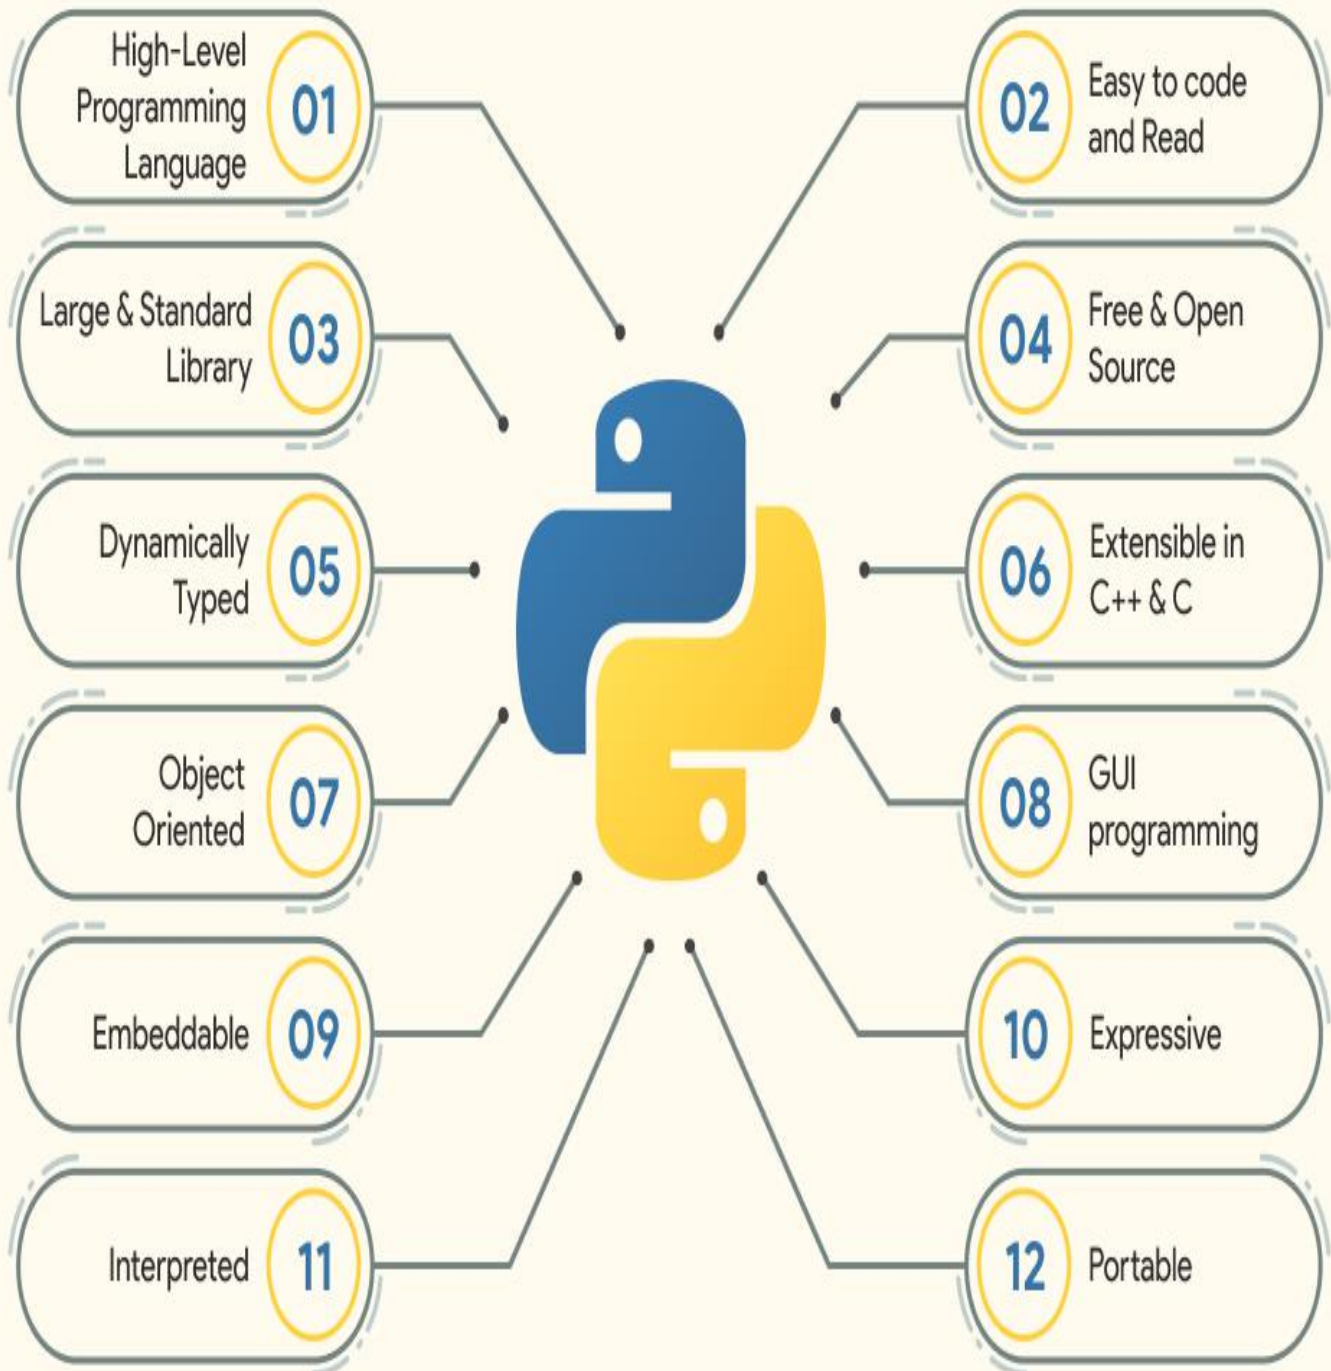 High-Level
Programming
Language
01
02
Easy to code
and Read
Large & Standard
Library
03
04
Free & Open
Source
Dynamically
Typed
05
06
Extensible in
C++ & C
Object
Oriented
07
08
GUI
programming
Embeddable
09
10
Expressive
Interpreted
11
12
Portable